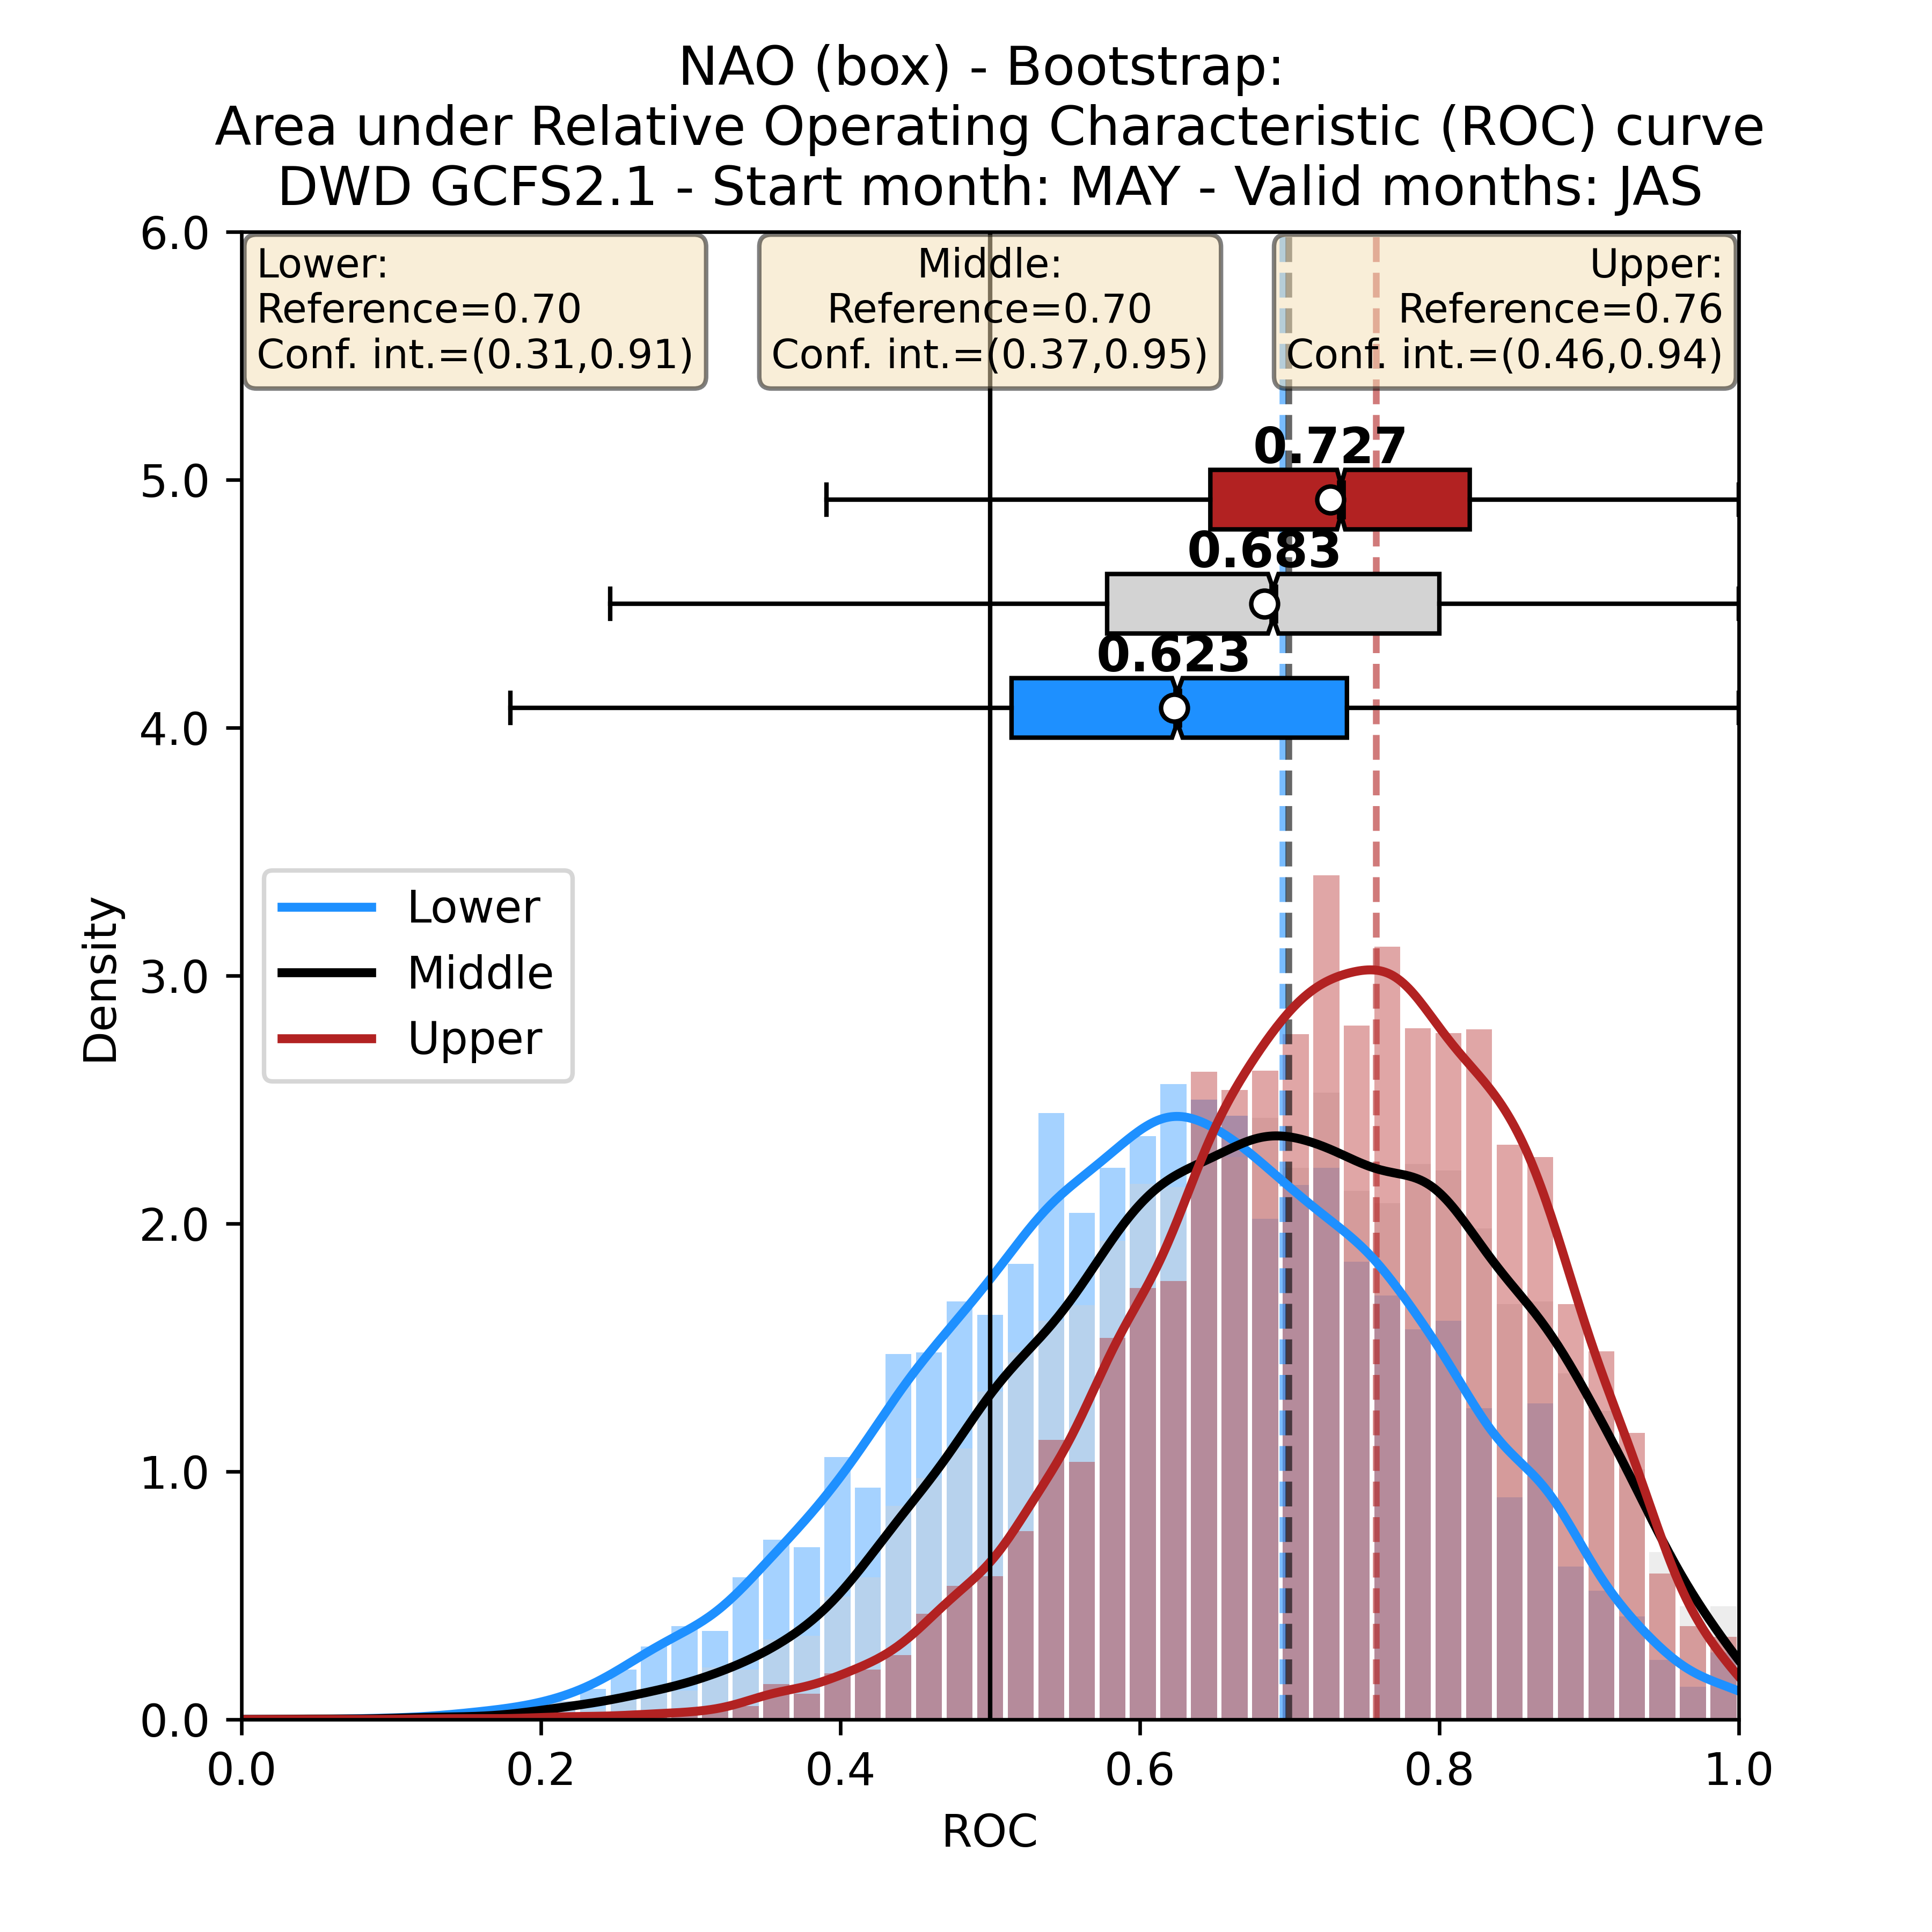 NAO (box) - Bootstrap:
Area under Relative Operating Characteristic (ROC) curve
DWD GCFS2.1 - Start month: MAY - Valid months: JAS
6.0
Lower:
Reference=0.70
Conf. int.=(0.31,0.91)
Middle:
Reference=0.70
Conf. int.=(0.37,0.95)
Upper:
Reference=0.76
Conf. int.=(0.46,0.94)
0.727
5.0
0.683
0.623
4.0
Lower
Middle
Upper
Density
3.0
2.0
1.0
0.0
0.0
0.2
0.4
0.6
0.8
1.0
ROC